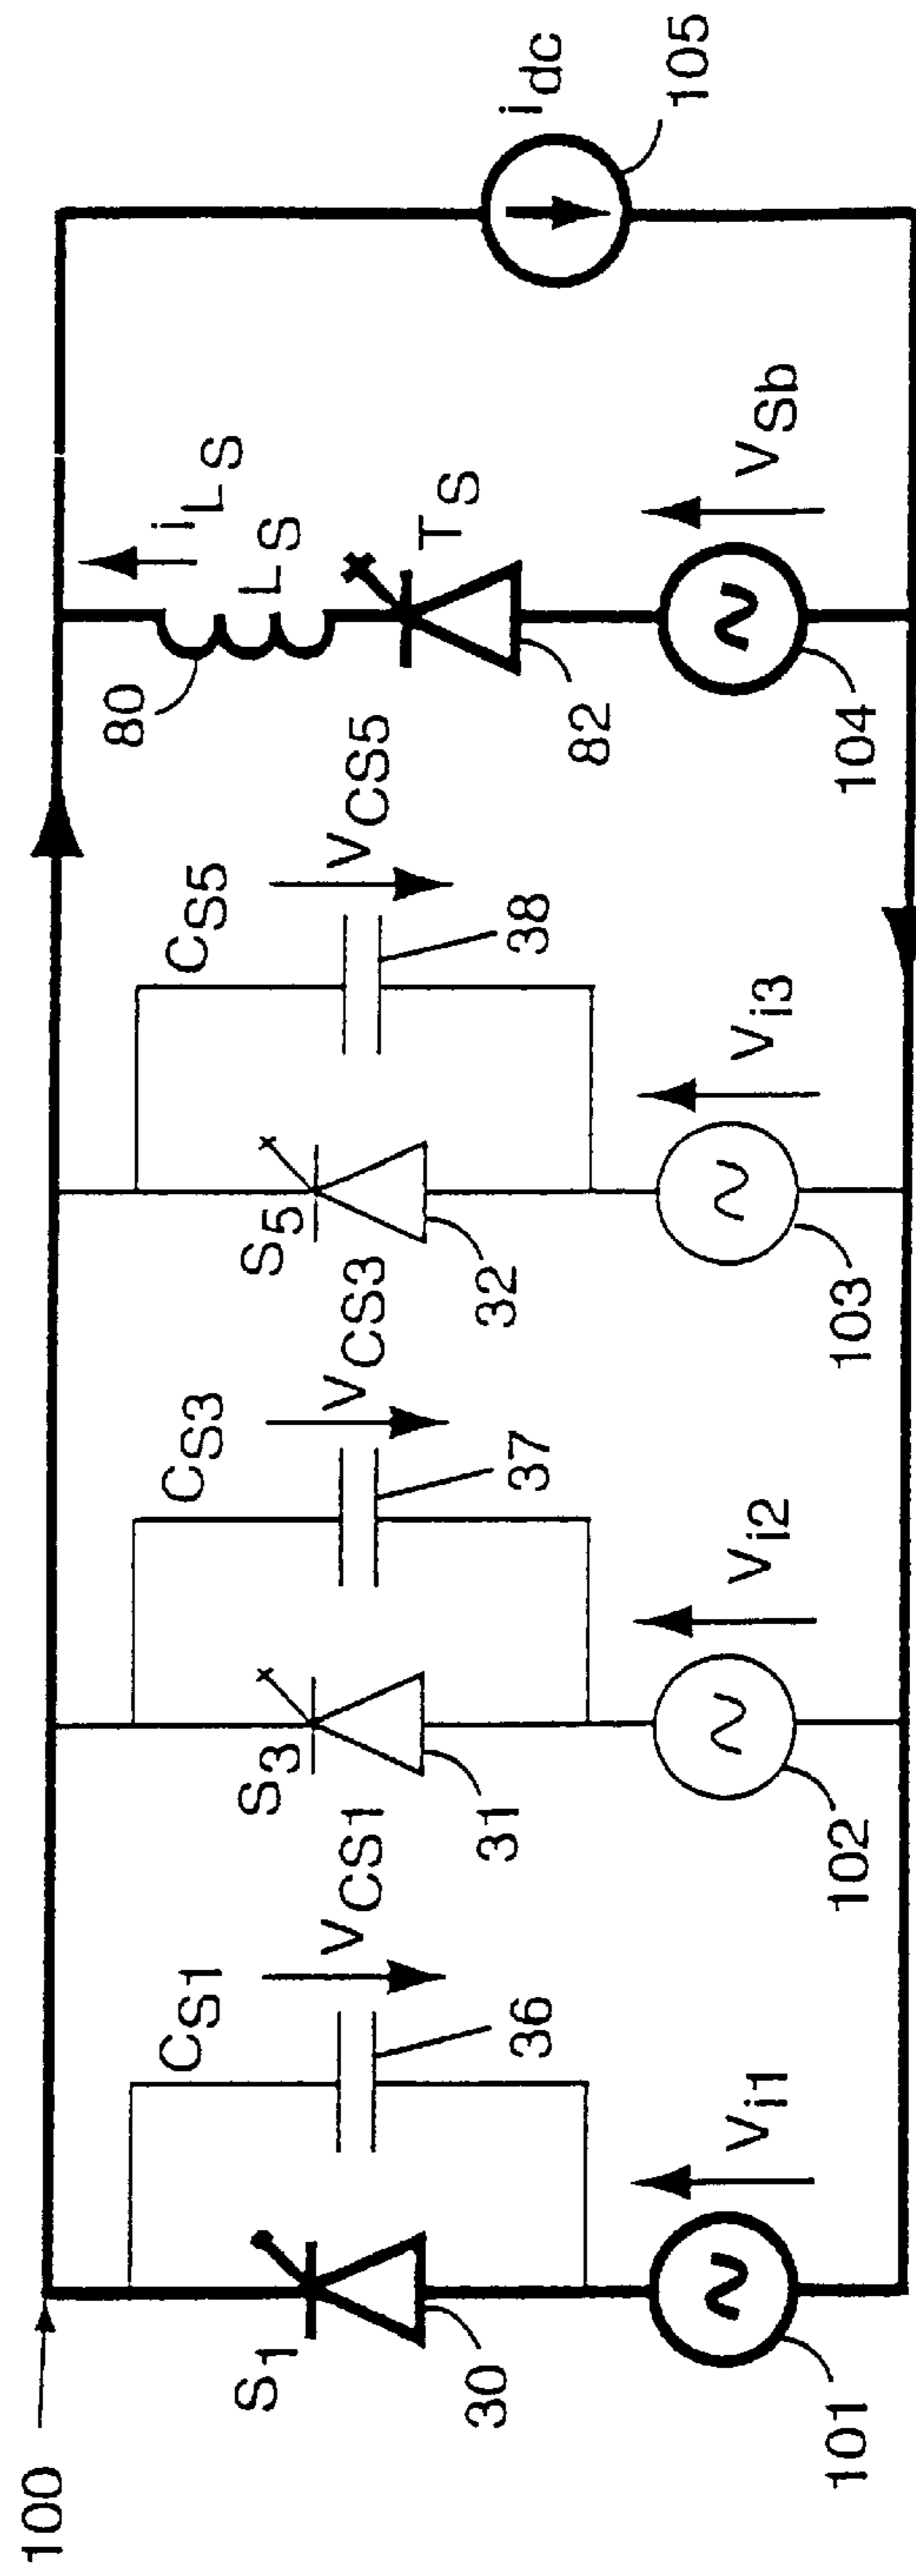 100
S1
30
CS1
VCS1
36
Vi1
101
S3
31
CS3
VCS3
37
Vi2
102
S5
32
CS5
VCS5
38
Vi3
103
80
LS
iLS
TS
82
VSb
104
idc
105